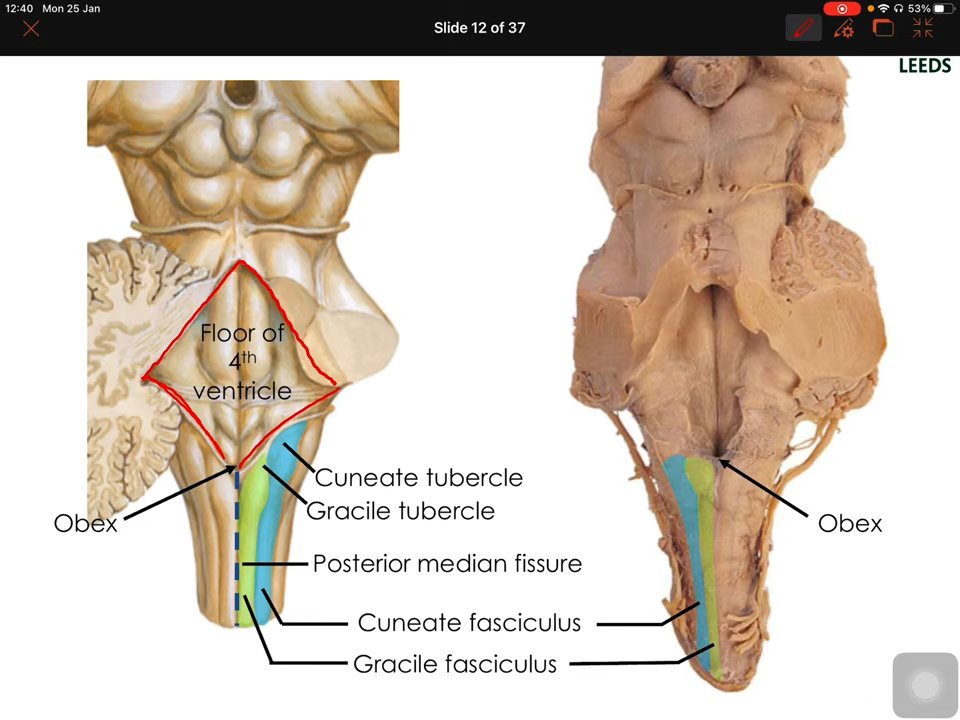 12:40 Mon 25 Jan
53%
Slide 12 of 37
LEEDS
Floor of
4th
ventricle
Cuneate tubercle
Gracile tubercle
Obex
Obex
Posterior median fissure
Cuneate fasciculus
Gracile fasciculus